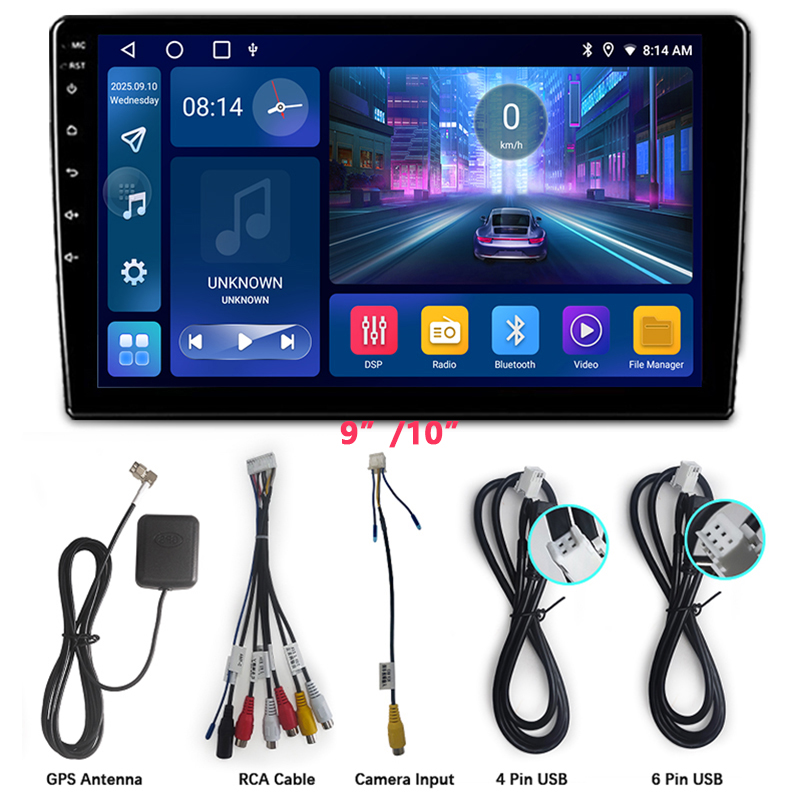 MIC
RST
8:14 AM
2025.09.10
Wednesday
08:14
0
km/h
UNKNOWN
UNKNOWN
DSP
Radio
Bluetooth
Video
File Manager
9” /10”
GPS Antenna
RCA Cable
Camera Input
4 Pin USB
6 Pin USB